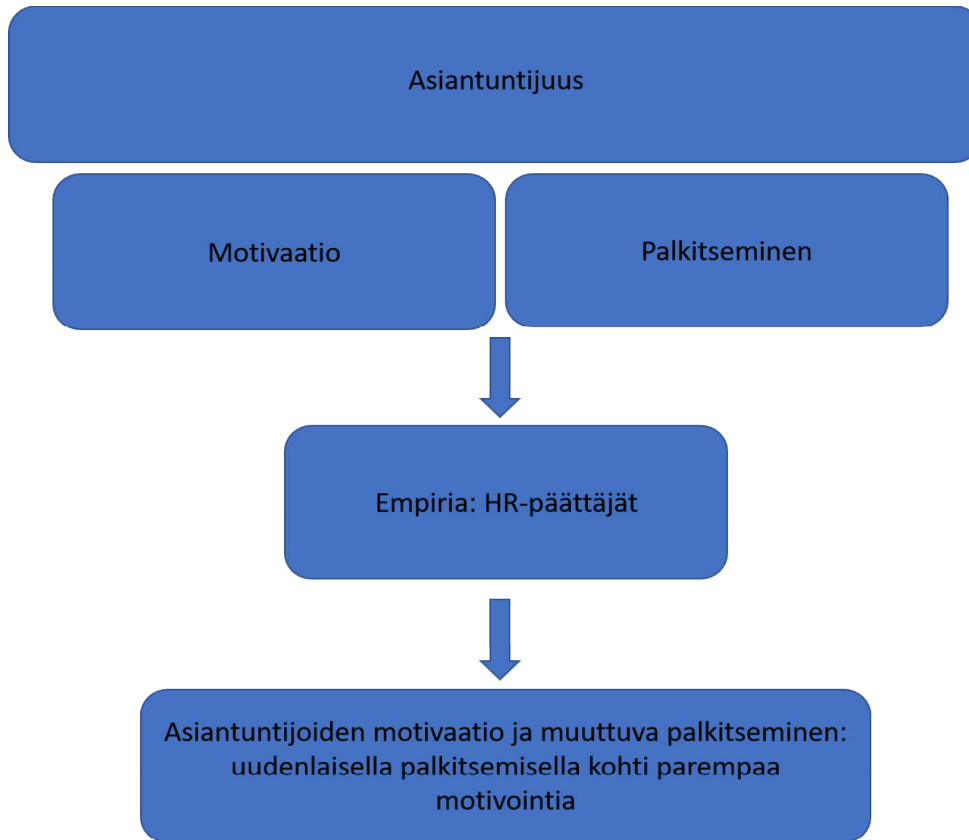 Asiantuntijuus
Motivaatio
Palkitseminen
Empiria: HR-päättäjät
Asiantuntijoiden motivaatio ja muuttuva palkitseminen:
uudenlaisella palkitsemisella kohti parempaa
motivointia